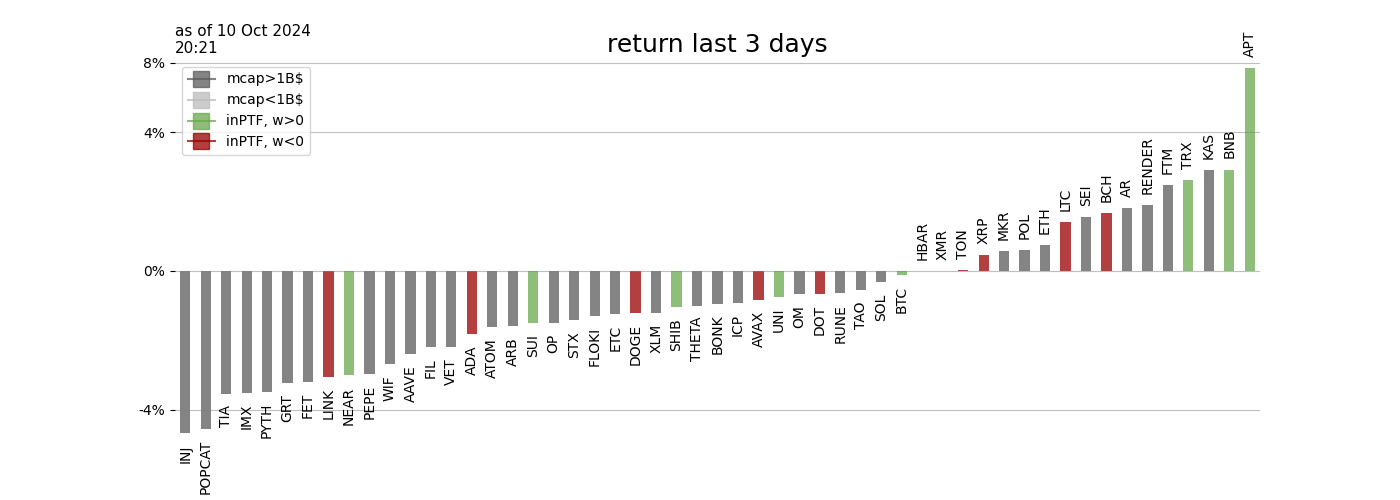 as of 10 Oct 2024
20:21
return last 3 days
8%
4%
0%
-4%
mcap>1B$
mcap<1B$
inPTF, w>0
inPTF, w<0
INJ
POPCAT
TIA
IMX
PYTH
GRT
FET
LINK
NEAR
PEPE
WIF
AAVE
FIL
VET
ADA
ATOM
ARB
SUI
OP
STX
FLOKI
ETC
DOGE
XLM
SHIB
THETA
BONK
ICP
AVAX
UNI
OM
DOT
RUNE
TAO
SOL
BTC
HBAR
XMR
TON
XRP
MKR
POL
ETH
LTC
SEI
BCH
AR
RENDER
FTM
TRX
KAS
BNB
APT